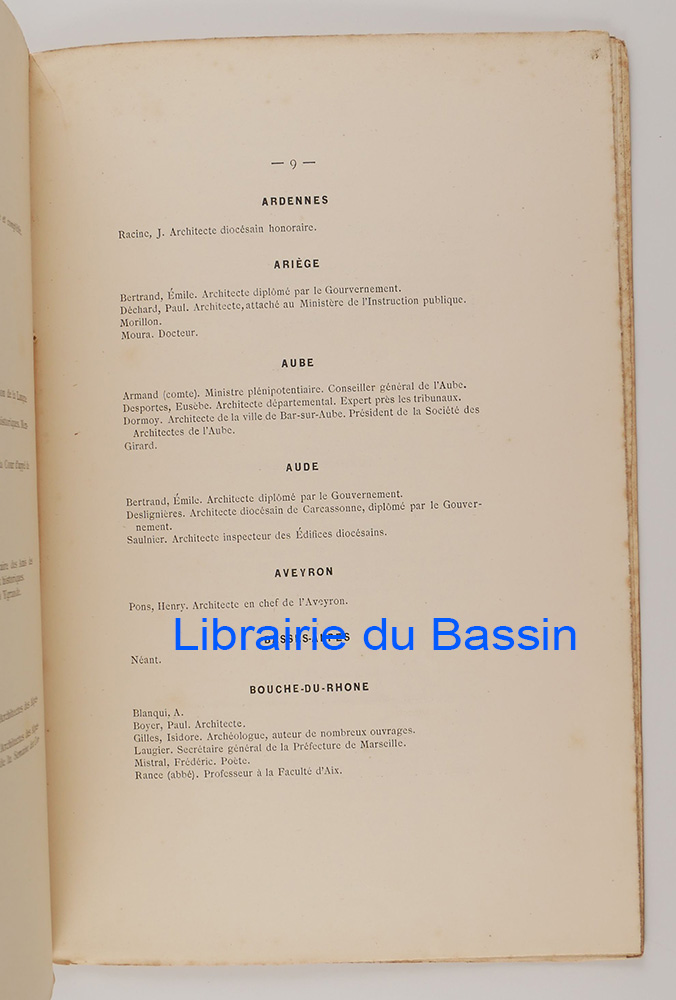 — 9 —
ARDENNES
Racine, J. Architecte diocésain honoraire.
ARIÈGE
Bertrand, Émile. Architecte diplômé par le Gourvernement.
Déchard, Paul. Architecte, attaché au Ministère de l'Instruction publique.
Morillon.
Moura. Docteur.
AUBE
Armand (comte). Ministre plénipotentiaire. Conseiller général de l'Aube.
Desportes, Eusèbe. Architecte départemental. Expert près les tribunaux.
Dormoy. Architecte de la ville de Bar-sur-Aube. Président de la Société des
Architectes de l'Aube.
Girard.
AUDE
Bertrand, Émile. Architecte diplômé par le Gouvernement.
Deslignières. Architecte diocésain de Carcassonne, diplômé par le Gouver-
nement.
Saulnier. Architecte inspecteur des Édifices diocésains.
AVEYRON
Pons, Henry. Architecte en chef de l'Aveyron.
BASSES-ALPES
Librairie du Bassin
Néant.
BOUCHE-DU-RHONE
Blanqui, A.
Boyer, Paul. Architecte.
Gilles, Isidore. Archéologue, auteur de nombreux ouvrages.
Laugier. Secrétaire général de la Préfecture de Marseille.
Mistral, Frédéric. Poète.
Rance (abbé). Professeur à la Faculté d'Aix.